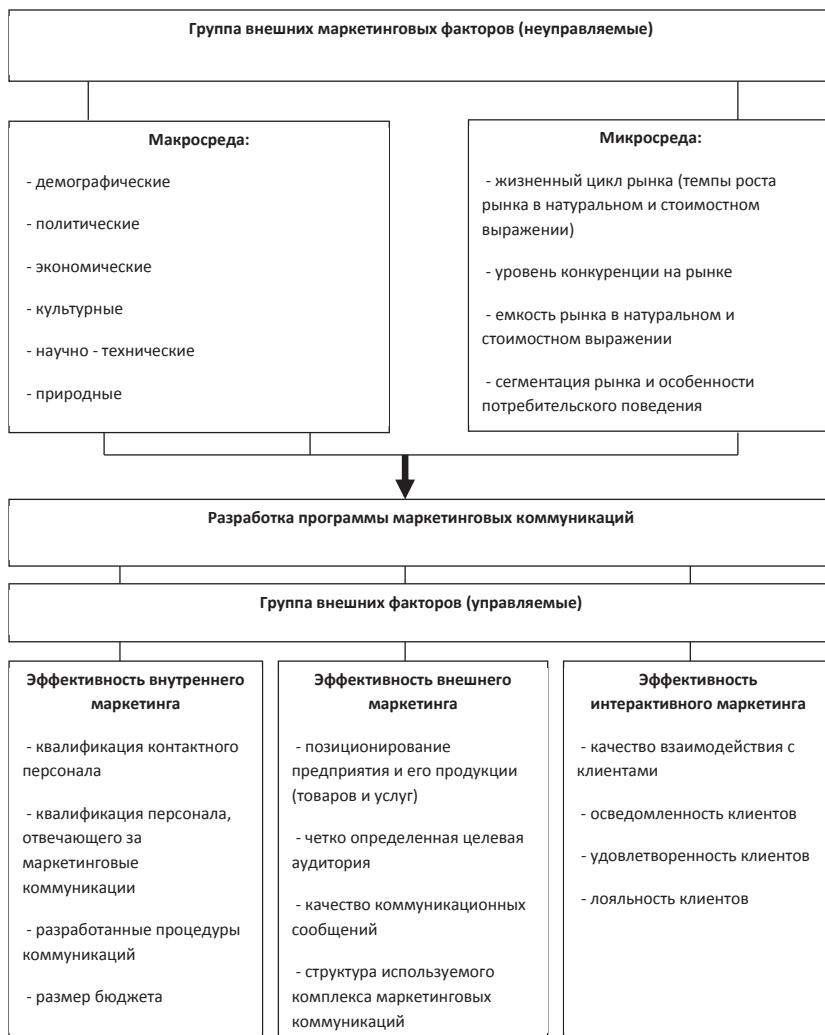 Группа внешних маркетинговых факторов (неуправляемые)
Макросреда:
- демографические
- политические
- экономические
- культурные
- научно - технические
- природные
Микросреда:
- жизненный цикл рынка (темпы роста
рынка в натуральном и стоимостном
выражении)
- уровень конкуренции на рынке
- емкость рынка в натуральном и
стоимостном выражении
- сегментация рынка и особенности
потребительского поведения
Разработка программы маркетинговых коммуникаций
Группа внешних факторов (управляемые)
Эффективность внутреннего
маркетинга
- квалификация контактного
персонала
- квалификация персонала,
отвечающего за
маркетинговые
коммуникации
- разработанные процедуры
коммуникаций
- размер бюджета
Эффективность внешнего
маркетинга
- позиционирование
предприятия и его продукции
(товаров и услуг)
- четко определенная целевая
аудитория
- качество коммуникационных
сообщений
- структура используемого
комплекса маркетинговых
коммуникаций
Эффективность
интерактивного маркетинга
- качество взаимодействия с
клиентами
- осведомленность клиентов
- удовлетворенность клиентов
- лояльность клиентов